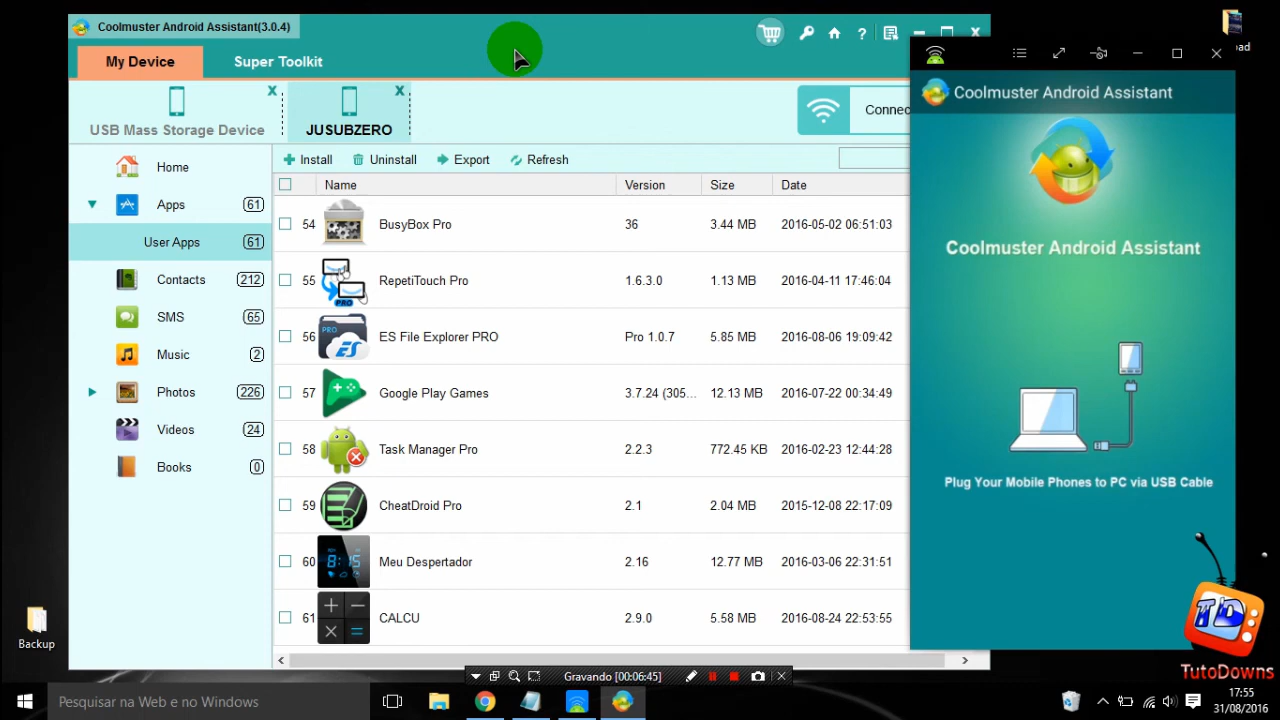 Coolmuster Android Assistant(3.0.4)
My Device
Super Toolkit
USB Mass Storage Device
JUSUBZERO
Connec
Home
Apps 61
User Apps 61
Contacts 212
SMS 65
Music 2
Photos 226
Videos 24
Books 0
Install Uninstall Export Refresh
Name Version Size Date
54 BusyBox Pro 36 3.44 MB 2016-05-02 06:51:03
55 RepetiTouch Pro 1.6.3.0 1.13 MB 2016-04-11 17:46:04
56 ES File Explorer PRO Pro 1.0.7 5.85 MB 2016-08-06 19:09:42
57 Google Play Games 3.7.24 (305... 12.13 MB 2016-07-22 00:34:49
58 Task Manager Pro 2.2.3 772.45 KB 2016-02-23 12:44:28
59 CheatDroid Pro 2.1 2.04 MB 2015-12-08 22:17:09
60 Meu Despertador 2.16 12.77 MB 2016-03-06 22:31:51
61 CALCU 2.9.0 5.58 MB 2016-08-24 22:53:55
PRO
PRO
ES
8:15
Coolmuster Android Assistant
Coolmuster Android Assistant
Plug Your Mobile Phones to PC via USB Cable
oad
Backup
TD
TutoDowns
Gravando [00:06:45]
Pesquisar na Web e no Windows
17:55
31/08/2016